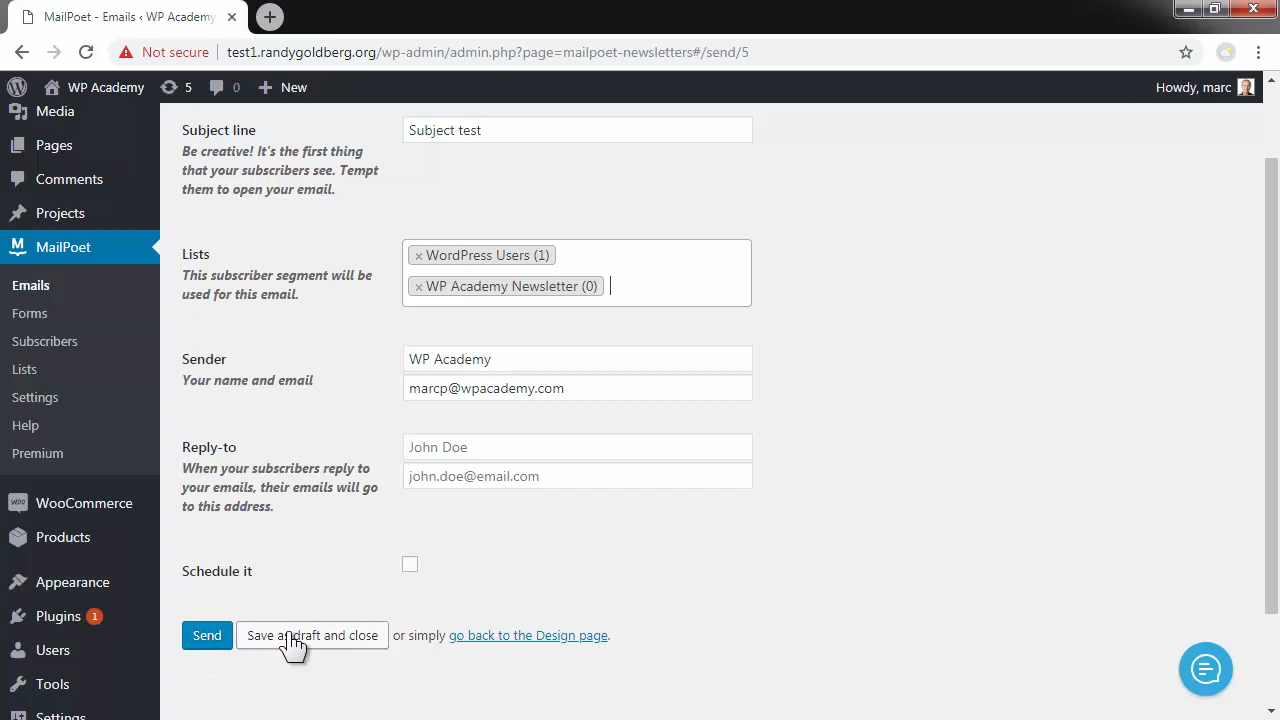 MailPoet - Emails ‹ WP Academy
Not secure
test1.randygoldberg.org/wp-admin/admin.php?page=mailpoet-newsletters#/send/5
WP Academy
5
0
New
Howdy, marc
Media
Pages
Comments
Projects
MailPoet
Emails
Forms
Subscribers
Lists
Settings
Help
Premium
WooCommerce
Products
Appearance
Plugins 1
Users
Tools
Settings
Subject line
Be creative! It's the first thing
that your subscribers see. Tempt
them to open your email.
Subject test
Lists
This subscriber segment will be
used for this email.
× WordPress Users (1)
× WP Academy Newsletter (0)
Sender
Your name and email
WP Academy
marcp@wpacademy.com
Reply-to
When your subscribers reply to
your emails, their emails will go
to this address.
John Doe
john.doe@email.com
Schedule it
Send Save as draft and close or simply go back to the Design page.